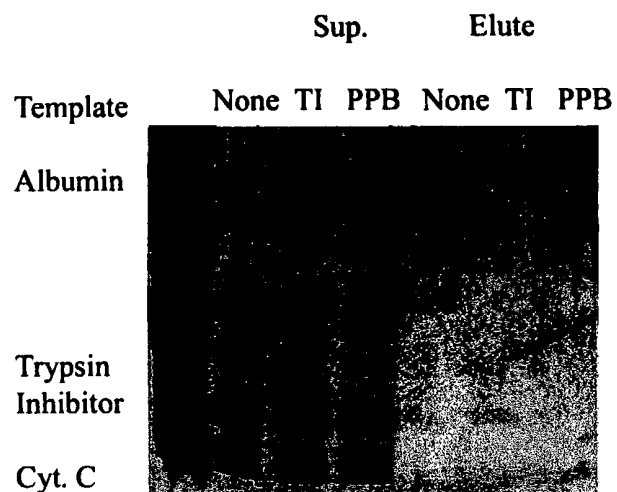 Sup. Elute
Template None TI PPB None TI PPB
Albumin
Trypsin
Inhibitor
Cyt. C